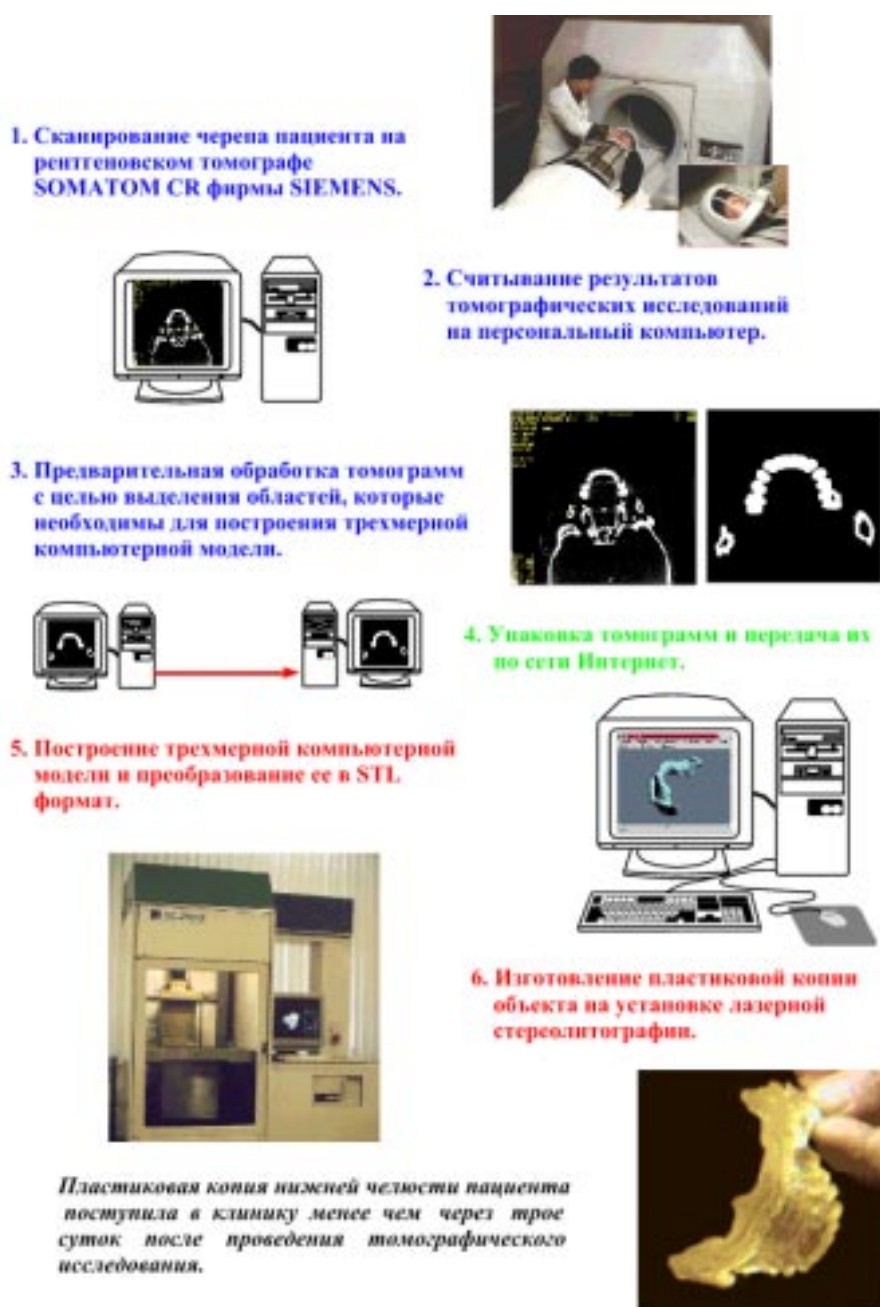 1. Сканирование черепа пациента на
рентгеновском томографе
SOMATOM CR фирмы SIEMENS.
2. Считывание результатов
томографических исследований
на персональный компьютер.
3. Предварительная обработка томограмм
с целью выделения областей, которые
необходимы для построения трехмерной
компьютерной модели.
4. Упаковка томограмм и передача их
по сети Интернет.
5. Построение трехмерной компьютерной
модели и преобразование ее в STL
формат.
6. Изготовление пластиковой копии
объекта на установке лазерной
стереолитографии.
Пластиковая копия нижней челюсти пациента
поступила в клинику менее чем через трое
суток после проведения томографического
исследования.